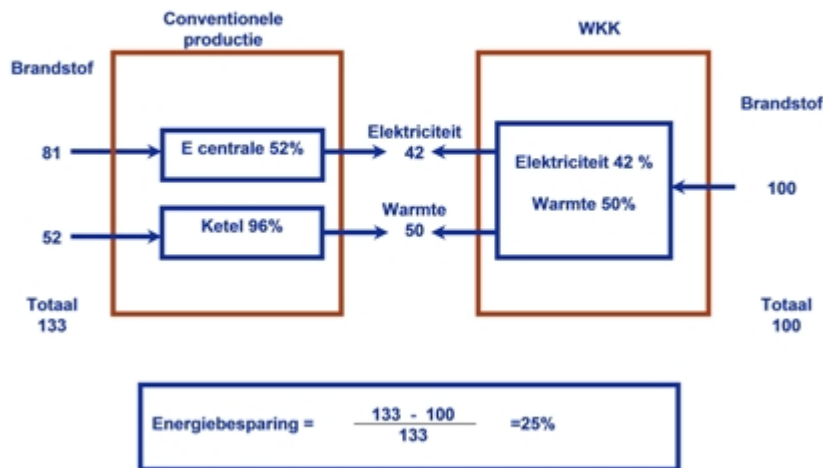 Conventionele
productie
WKK
Brandstof
Brandstof
81
E centrale 52%
Elektriciteit
42
Elektriciteit 42 %
Warmte 50%
100
52
Ketel 96%
Warmte
50
Totaal
133
Totaal
100
Energiebesparing = 133 - 100 =25%
133